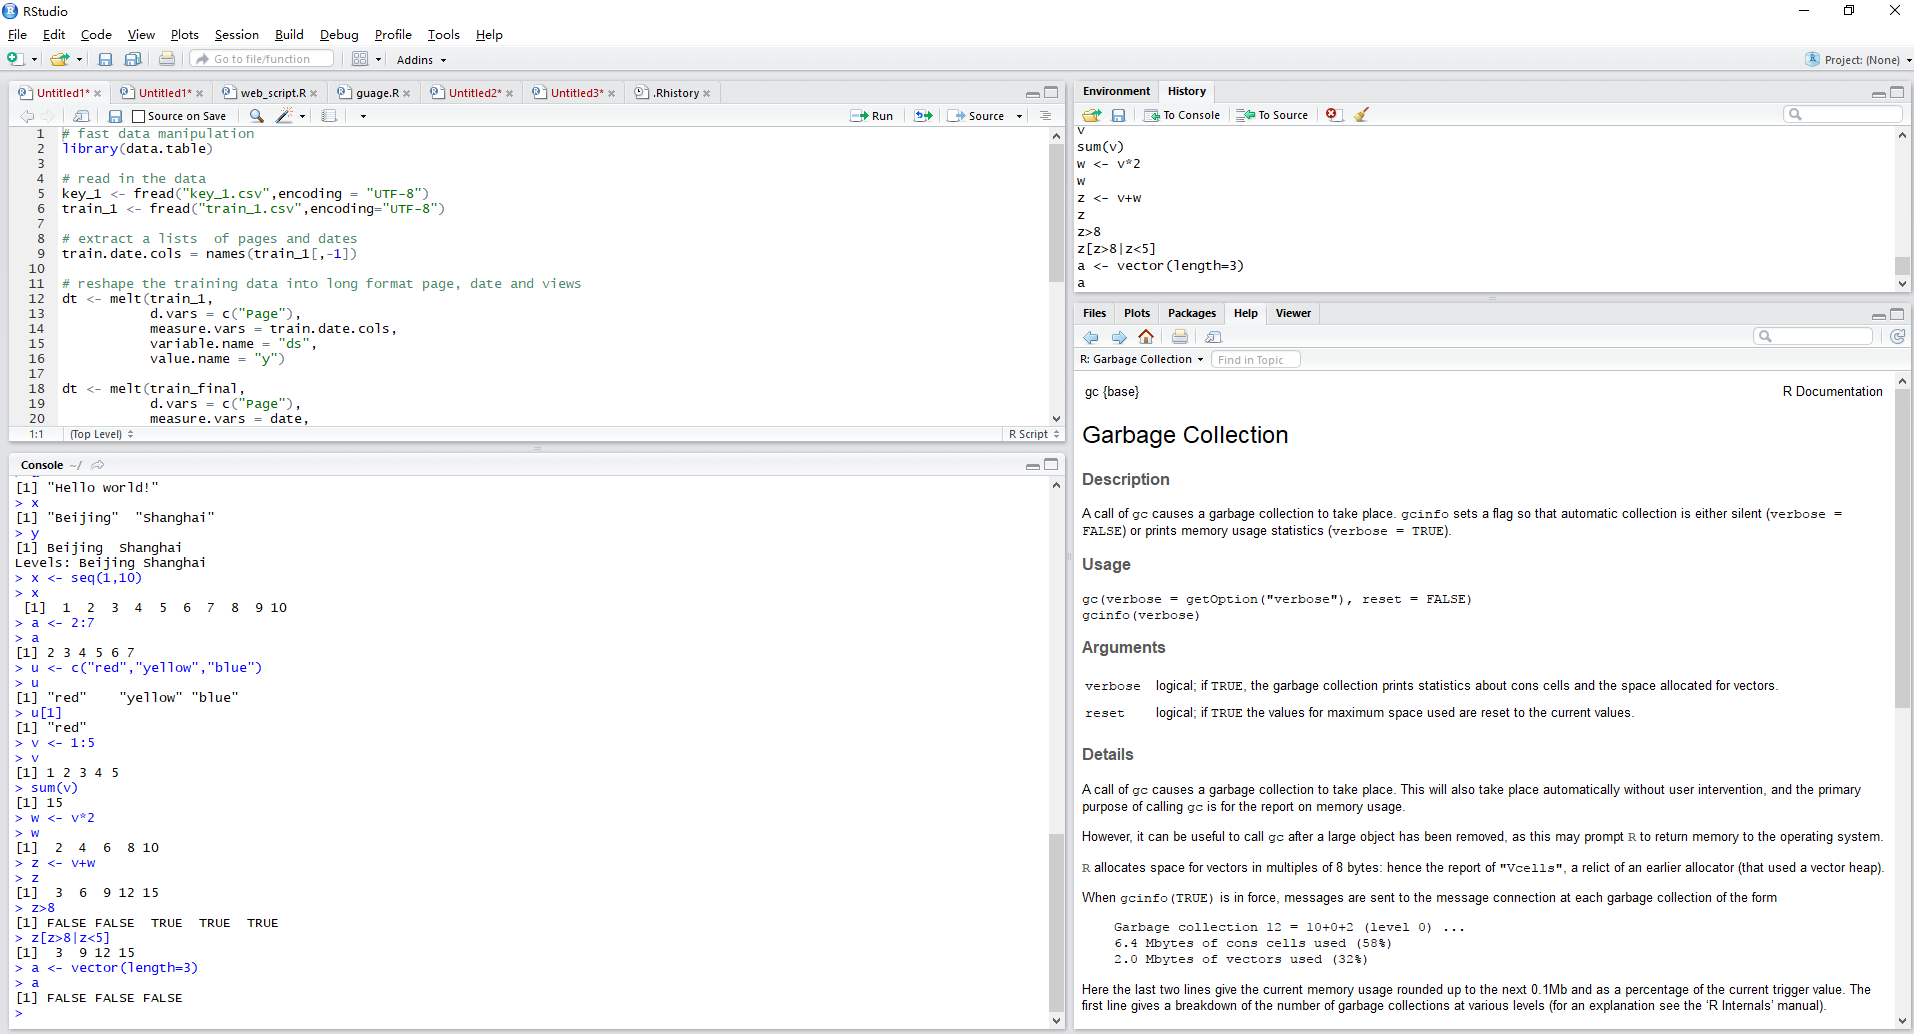 RStudio
File Edit Code View Plots Session Build Debug Profile Tools Help
Go to file/function Addins Project: (None)
Untitled1* Untitled1* web_script.R guage.R Untitled2* Untitled3* .Rhistory
Source on Save Run Source
1 # fast data manipulation
2 library(data.table)
3
4 # read in the data
5 key_1 <- fread("key_1.csv",encoding = "UTF-8")
6 train_1 <- fread("train_1.csv",encoding="UTF-8")
7
8 # extract a lists  of pages and dates
9 train.date.cols = names(train_1[,-1])
10
11 # reshape the training data into long format page, date and views
12 dt <- melt(train_1,
13            d.vars = c("Page"),
14            measure.vars = train.date.cols,
15            variable.name = "ds",
16            value.name = "y")
17
18 dt <- melt(train_final,
19            d.vars = c("Page"),
20            measure.vars = date,
1:1 (Top Level) R Script
Console ~/
[1] "Hello world!"
> x
[1] "Beijing"  "Shanghai"
> y
[1] Beijing  Shanghai
Levels: Beijing Shanghai
> x <- seq(1,10)
> x
 [1]  1  2  3  4  5  6  7  8  9 10
> a <- 2:7
> a
[1] 2 3 4 5 6 7
> u <- c("red","yellow","blue")
> u
[1] "red"    "yellow" "blue"
> u[1]
[1] "red"
> v <- 1:5
> v
[1] 1 2 3 4 5
> sum(v)
[1] 15
> w <- v*2
> w
[1]  2  4  6  8 10
> z <- v+w
> z
[1]  3  6  9 12 15
> z>8
[1] FALSE FALSE  TRUE  TRUE  TRUE
> z[z>8|z<5]
[1]  3  9 12 15
> a <- vector(length=3)
> a
[1] FALSE FALSE FALSE
>
Environment History
To Console To Source
v
sum(v)
w <- v*2
w
z <- v+w
z
z>8
z[z>8|z<5]
a <- vector(length=3)
a
Files Plots Packages Help Viewer
R: Garbage Collection Find in Topic
gc {base} R Documentation
Garbage Collection
Description
A call of gc causes a garbage collection to take place. gcinfo sets a flag so that automatic collection is either silent (verbose =
FALSE) or prints memory usage statistics (verbose = TRUE).
Usage
gc(verbose = getOption("verbose"), reset = FALSE)
gcinfo(verbose)
Arguments
verbose logical; if TRUE, the garbage collection prints statistics about cons cells and the space allocated for vectors.
reset logical; if TRUE the values for maximum space used are reset to the current values.
Details
A call of gc causes a garbage collection to take place. This will also take place automatically without user intervention, and the primary
purpose of calling gc is for the report on memory usage.
However, it can be useful to call gc after a large object has been removed, as this may prompt R to return memory to the operating system.
R allocates space for vectors in multiples of 8 bytes: hence the report of "Vcells", a relict of an earlier allocator (that used a vector heap).
When gcinfo(TRUE) is in force, messages are sent to the message connection at each garbage collection of the form
Garbage collection 12 = 10+0+2 (level 0) ...
6.4 Mbytes of cons cells used (58%)
2.0 Mbytes of vectors used (32%)
Here the last two lines give the current memory usage rounded up to the next 0.1Mb and as a percentage of the current trigger value. The
first line gives a breakdown of the number of garbage collections at various levels (for an explanation see the ‘R Internals’ manual).